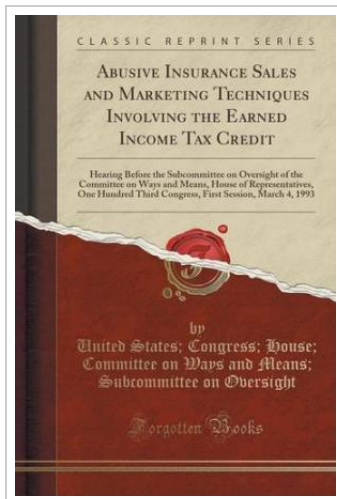 CLASSIC REPRINT SERIES
ABUSIVE INSURANCE SALES
AND MARKETING TECHNIQUES
INVOLVING THE EARNED
INCOME TAX CREDIT
Hearing Before the Subcommittee on Oversight of the
Committee on Ways and Means, House of Representatives,
One Hundred Third Congress, First Session, March 4, 1993
by
United States; Congress; House;
Committee on Ways and Means;
Subcommittee on Oversight
Forgotten Books